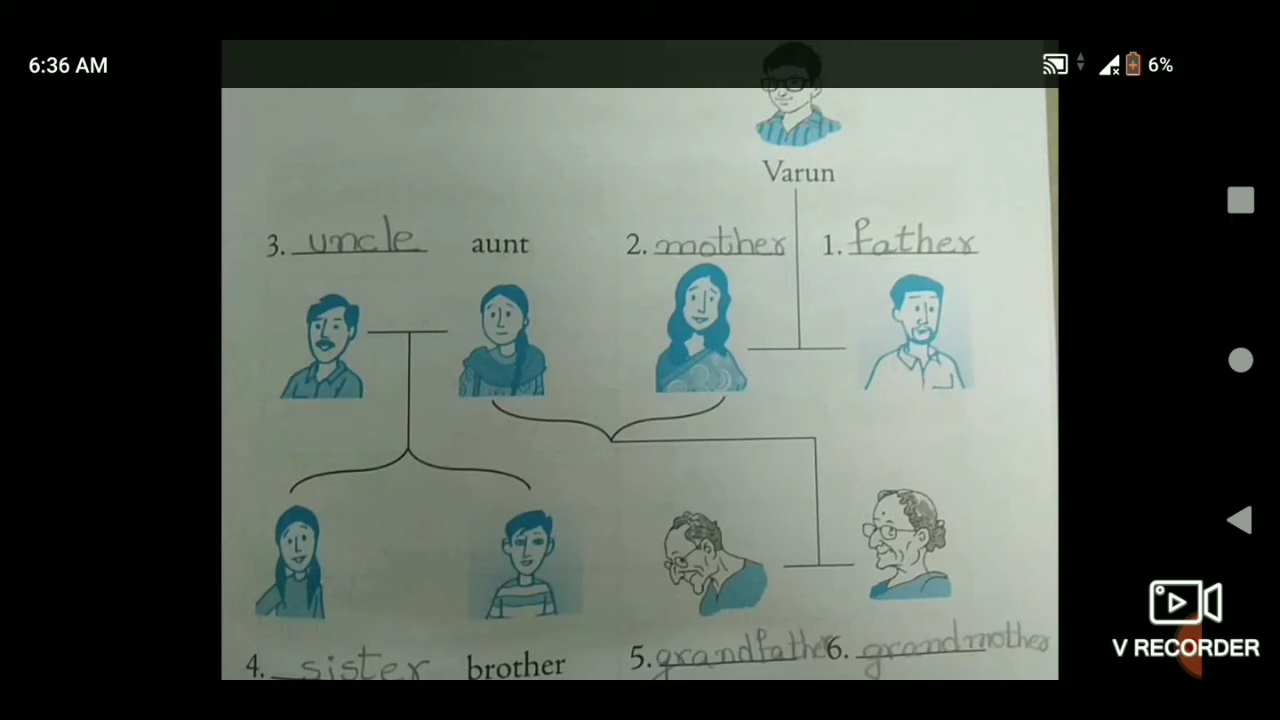 6:36 AM
6%
Varun
3. uncle aunt 2. mother 1. father
4. sister brother 5. grandfather 6. grandmother
V RECORDER